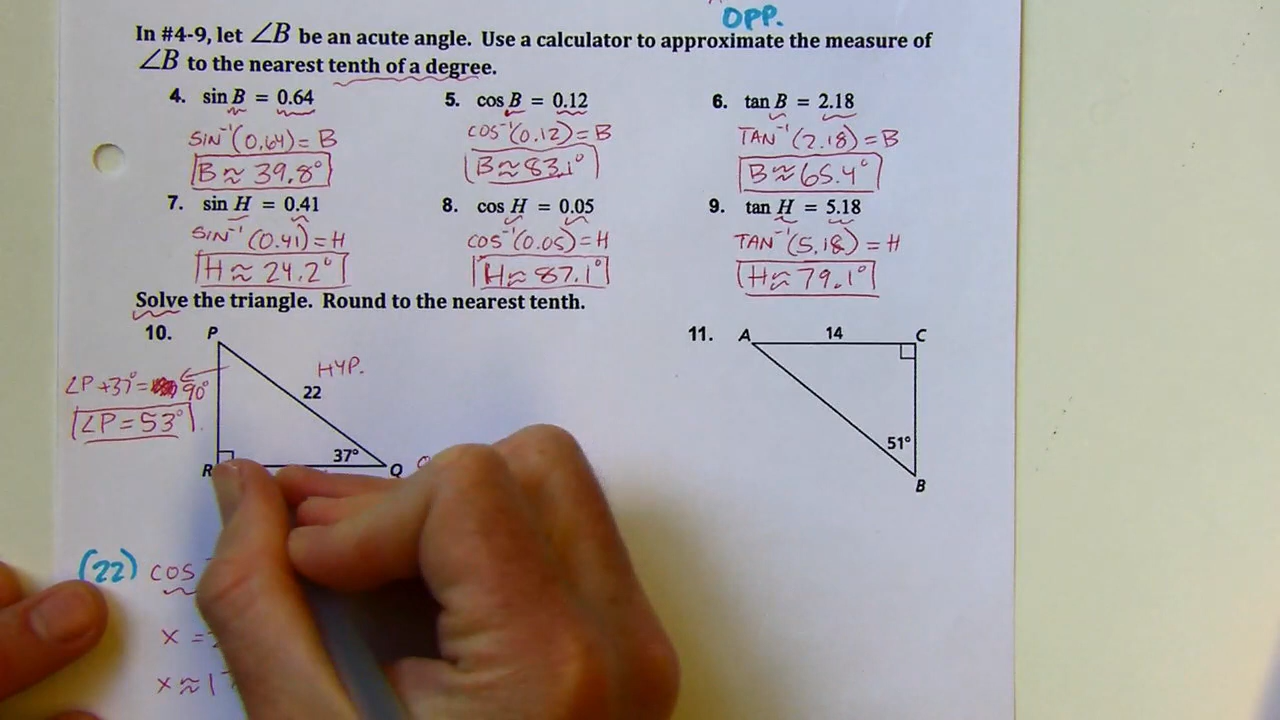 OPP.
In #4-9, let ∠B be an acute angle. Use a calculator to approximate the measure of
∠B to the nearest tenth of a degree.
4. sin B = 0.64 5. cos B = 0.12 6. tan B = 2.18
SIN⁻¹(0.64) = B COS⁻¹(0.12) = B TAN⁻¹(2.18) = B
B ≈ 39.8° B ≈ 83.1° B ≈ 65.4°
7. sin H = 0.41 8. cos H = 0.05 9. tan H = 5.18
SIN⁻¹(0.41) = H COS⁻¹(0.05) = H TAN⁻¹(5.18) = H
H ≈ 24.2° H ≈ 87.1° H ≈ 79.1°
Solve the triangle. Round to the nearest tenth.
10. P 11. A 14 C
HYP.
∠P + 37° = 90° 22
∠P = 53°
R 37° Q 51°
B
(22) COS
x =
x ≈ 1